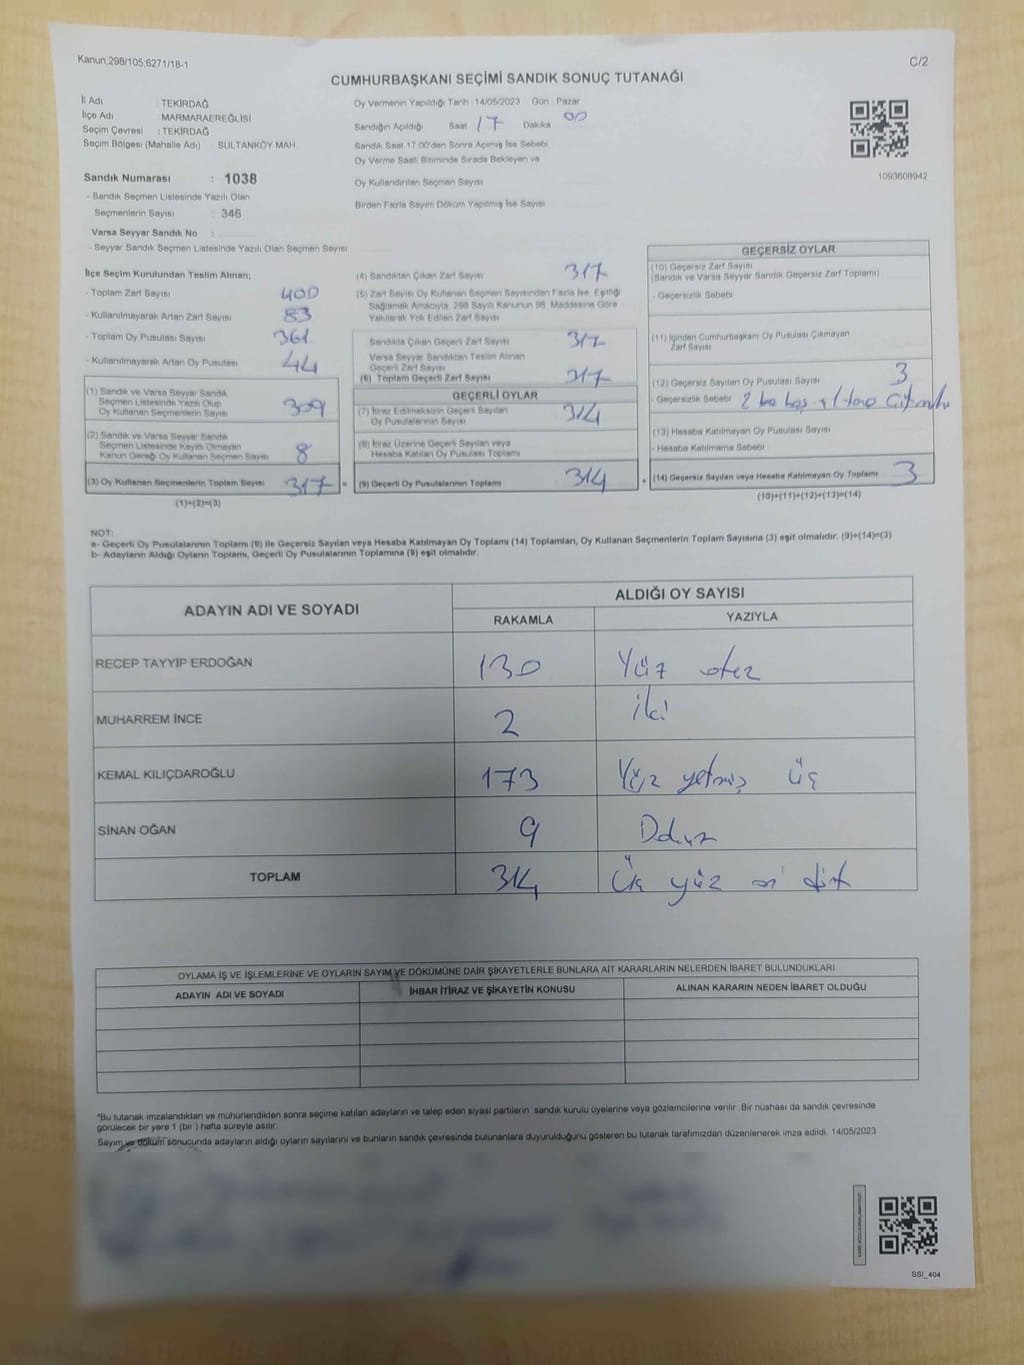 Kanun;298/105;6271/18-1
C/2
CUMHURBAŞKANI SEÇİMİ SANDIK SONUÇ TUTANAĞI
İl Adı : TEKİRDAĞ
İlçe Adı : MARMARAEREĞLİSİ
Seçim Çevresi : TEKİRDAĞ
Seçim Bölgesi (Mahalle Adı) : SULTANKÖY MAH.
Sandık Numarası : 1038
- Sandık Seçmen Listesinde Yazılı Olan
Seçmenlerin Sayısı : 346
Varsa Seyyar Sandık No :
- Seyyar Sandık Seçmen Listesinde Yazılı Olan Seçmen Sayısı
Oy Vermenin Yapıldığı Tarih : 14/05/2023 Gün : Pazar
Sandığın Açıldığı Saat 17 Dakika 00
Sandık Saat 17:00'den Sonra Açılmış İse Sebebi
Oy Verme Saati Bitiminde Sırada Bekleyen ve
Oy Kullandırılan Seçmen Sayısı
Birden Fazla Sayım Döküm Yapılmış İse Sayısı
1093608942
İlçe Seçim Kurulundan Teslim Alınan;
- Toplam Zarf Sayısı 400
- Kullanılmayarak Artan Zarf Sayısı 83
- Toplam Oy Pusulası Sayısı 361
- Kullanılmayarak Artan Oy Pusulası 44
(1) Sandık ve Varsa Seyyar Sandık
Seçmen Listesinde Yazılı Olup
Oy Kullanan Seçmenlerin Sayısı 309
(2) Sandık ve Varsa Seyyar Sandık
Seçmen Listesinde Kayıtlı Olmayan
Kanun Gereği Oy Kullanan Seçmen Sayısı 8
(3) Oy Kullanan Seçmenlerin Toplam Sayısı 317 =
(1)+(2)=(3)
(4) Sandıktan Çıkan Zarf Sayısı 317
(5) Zarf Sayısı Oy Kullanan Seçmen Sayısından Fazla İse, Eşitliği
Sağlamak Amacıyla, 298 Sayılı Kanunun 98. Maddesine Göre
Yakılarak Yok Edilen Zarf Sayısı
Sandıkta Çıkan Geçerli Zarf Sayısı 317
Varsa Seyyar Sandıktan Teslim Alınan
Geçerli Zarf Sayısı
(6) Toplam Geçerli Zarf Sayısı 317
GEÇERLİ OYLAR
(7) İtiraz Edilmeksizin Geçerli Sayılan
Oy Pusulalarının Sayısı 314
(8) İtiraz Üzerine Geçerli Sayılan veya
Hesaba Katılan Oy Pusulası Toplamı
(9) Geçerli Oy Pusulalarının Toplamı 314 +
GEÇERSİZ OYLAR
(10) Geçersiz Zarf Sayısı
(Sandık ve Varsa Seyyar Sandık Geçersiz Zarf Toplamı)
- Geçersizlik Sebebi
(11) İçinden Cumhurbaşkanı Oy Pusulası Çıkmayan
Zarf Sayısı
(12) Geçersiz Sayılan Oy Pusulası Sayısı 3
- Geçersizlik Sebebi 2
(13) Hesaba Katılmayan Oy Pusulası Sayısı
- Hesaba Katılmama Sebebi
(14) Geçersiz Sayılan veya Hesaba Katılmayan Oy Toplamı 3
(10)+(11)+(12)+(13)=(14)
NOT:
a- Geçerli Oy Pusulalarının Toplamı (9) ile Geçersiz Sayılan veya Hesaba Katılmayan Oy Toplamı (14) Toplamları, Oy Kullanan Seçmenlerin Toplam Sayısına (3) eşit olmalıdır. (9)+(14)=(3)
b- Adayların Aldığı Oyların Toplamı, Geçerli Oy Pusulalarının Toplamına (9) eşit olmalıdır.
ADAYIN ADI VE SOYADI
ALDIĞI OY SAYISI
RAKAMLA YAZIYLA
RECEP TAYYİP ERDOĞAN 130 Yüz otuz
MUHARREM İNCE 2 iki
KEMAL KILIÇDAROĞLU 173 Yüz yetmiş üç
SİNAN OĞAN 9 Dokuz
TOPLAM 314 Üç yüz on dört
OYLAMA İŞ VE İŞLEMLERİNE VE OYLARIN SAYIM VE DÖKÜMÜNE DAİR ŞİKAYETLERLE BUNLARA AİT KARARLARIN NELERDEN İBARET BULUNDUKLARI
ADAYIN ADI VE SOYADI İHBAR İTİRAZ VE ŞİKAYETİN KONUSU ALINAN KARARIN NEDEN İBARET OLDUĞU
*Bu tutanak imzalandıktan ve mühürlendikten sonra seçime katılan adayların ve talep eden siyasi partilerin sandık kurulu üyelerine veya gözlemcilerine verilir. Bir nüshası da sandık çevresinde
görülecek bir yere 1 (bir ) hafta süreyle asılır.
Sayım ve döküm sonucunda adayların aldığı oyların sayılarını ve bunların sandık çevresinde bulunanlara duyurulduğunu gösteren bu tutanak tarafımızdan düzenlenerek imza edildi. 14/05/2023
SSİ_404